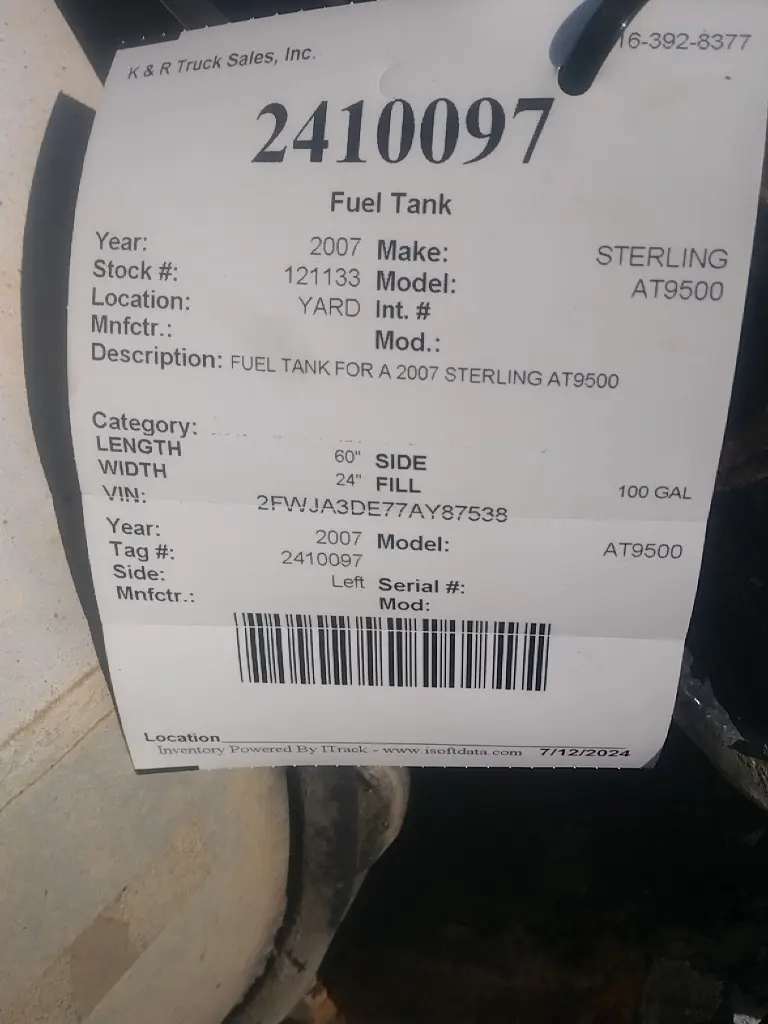 K & R Truck Sales, Inc. 16-392-8377
2410097
Fuel Tank
Year: 2007 Make: STERLING
Stock #: 121133 Model: AT9500
Location: YARD Int. #
Mnfctr.: Mod.:
Description: FUEL TANK FOR A 2007 STERLING AT9500
Category:
LENGTH 60" SIDE
WIDTH 24" FILL 100 GAL
VIN: 2FWJA3DE77AY87538
Year: 2007 Model: AT9500
Tag #: 2410097
Side: Left Serial #:
Mnfctr.: Mod:
Location
Inventory Powered By ITrack - www.isoftdata.com 7/12/2024